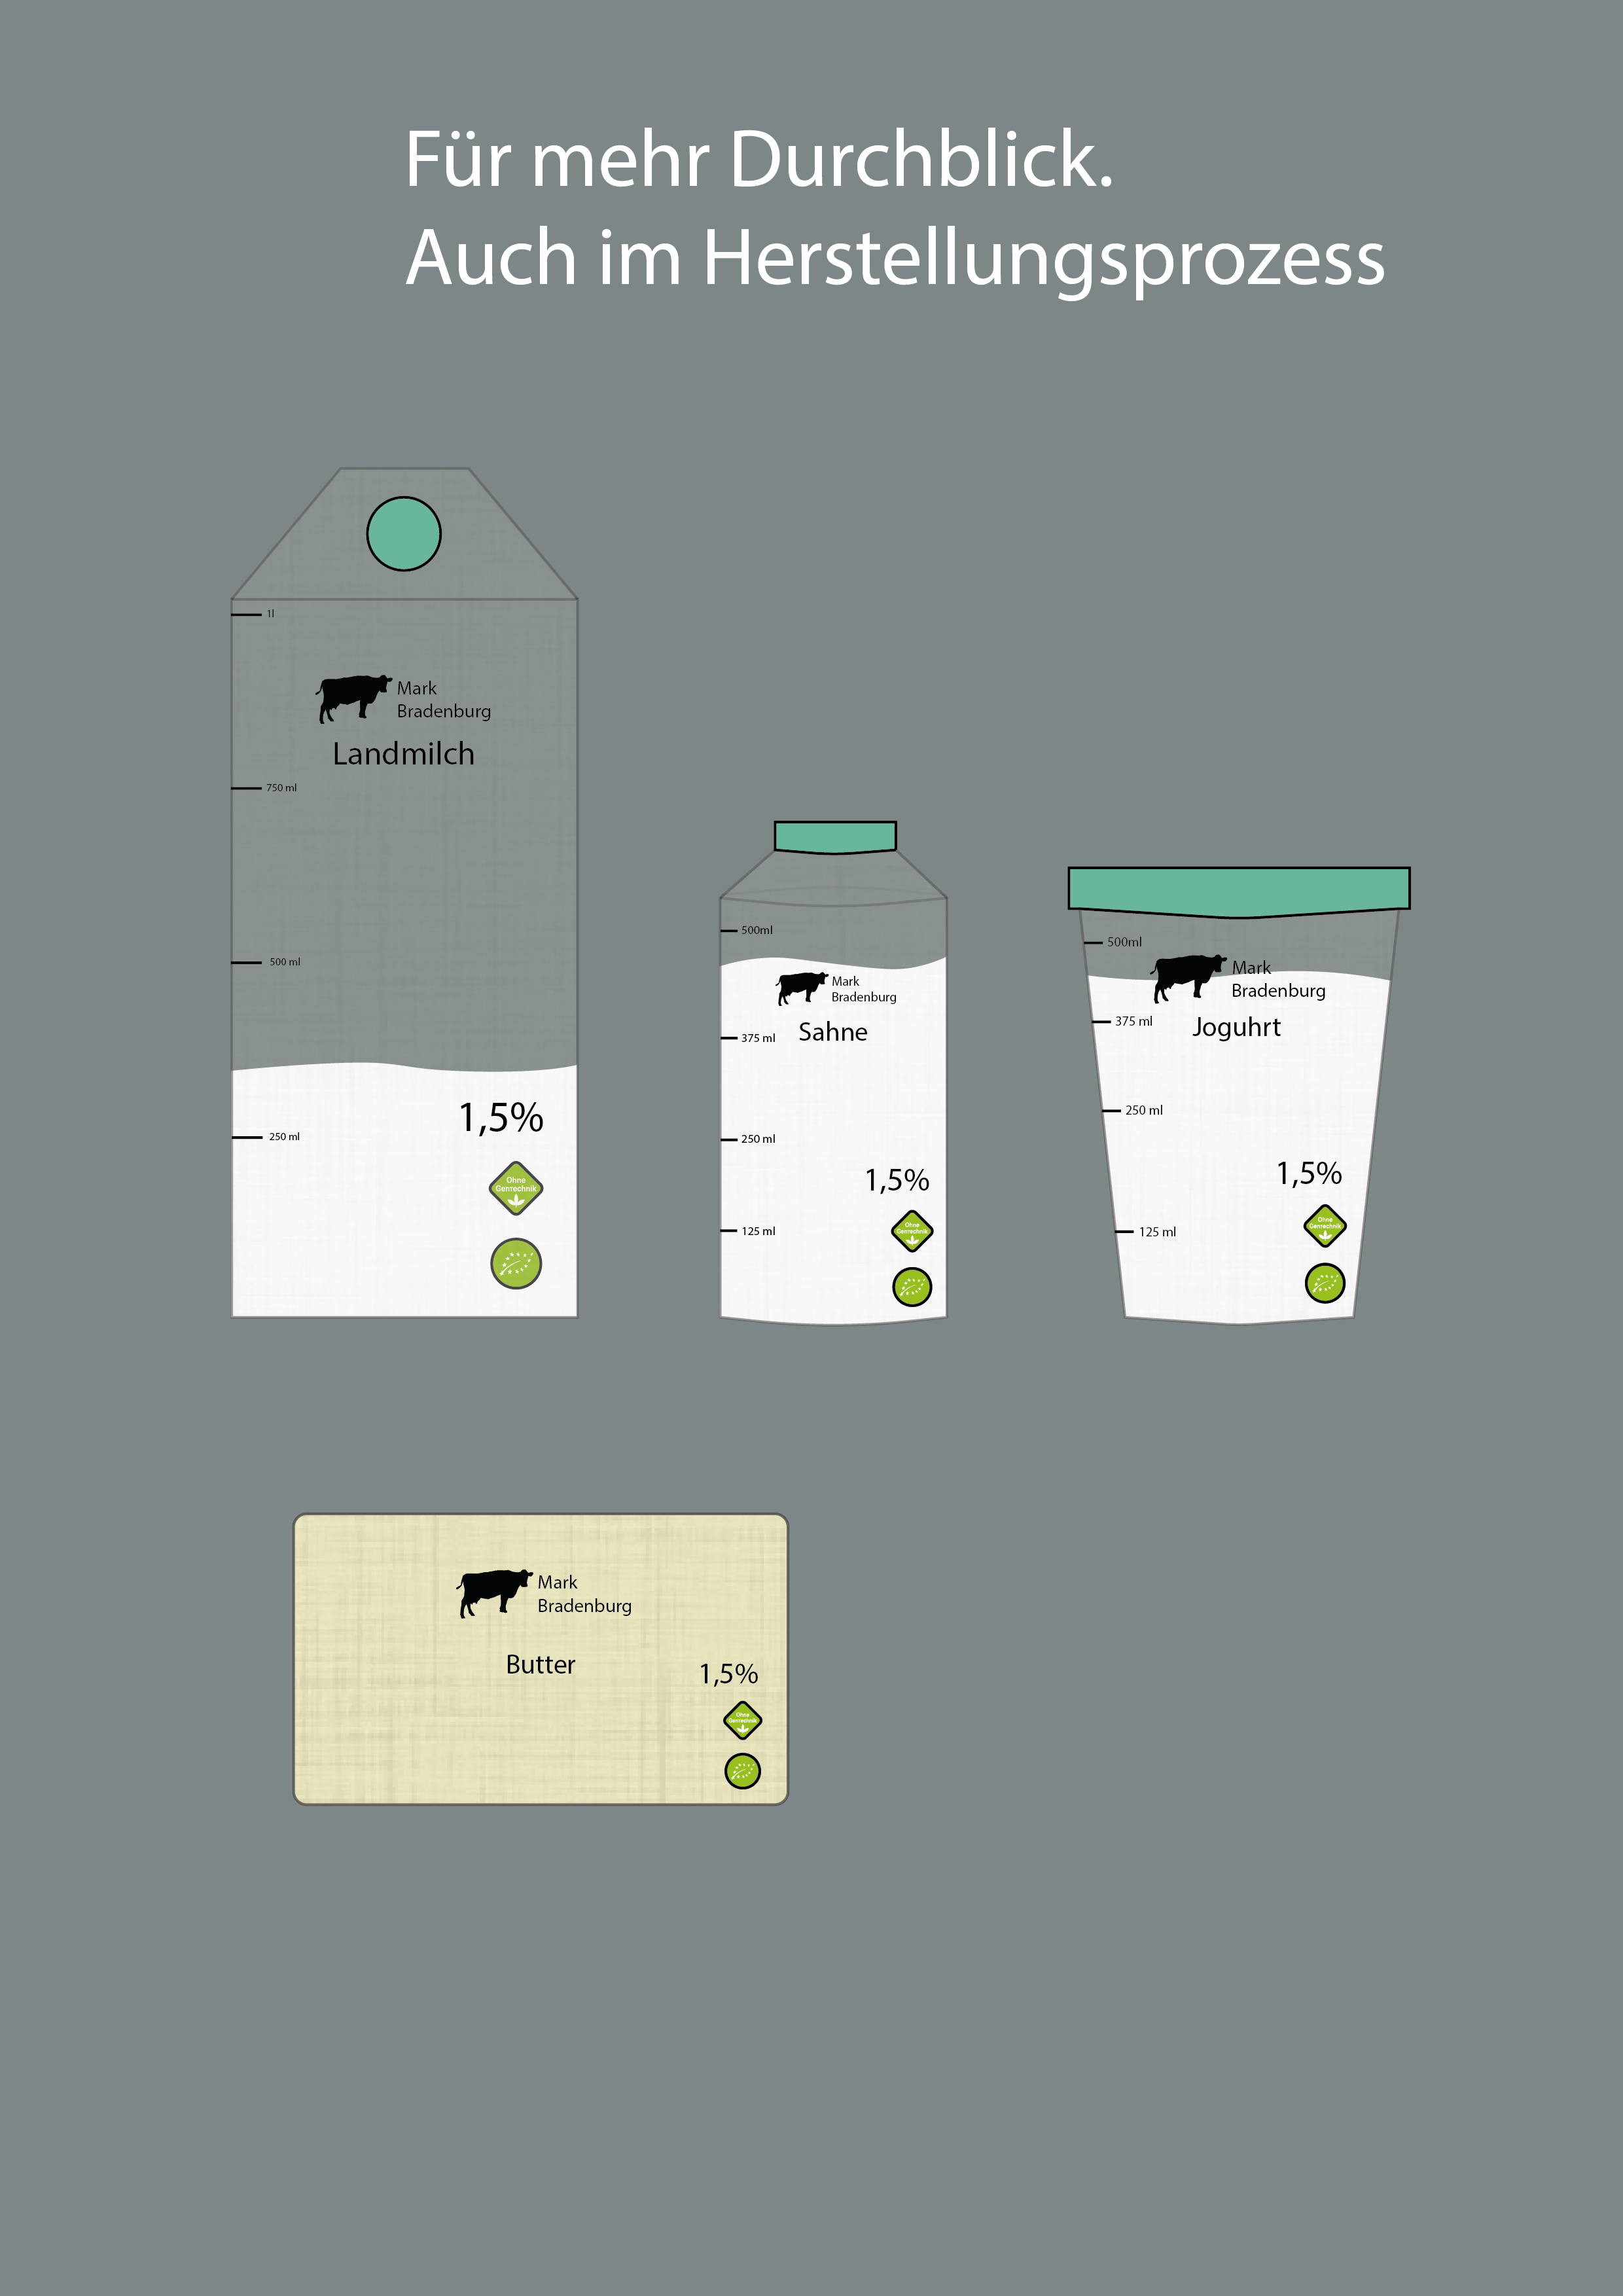 Für mehr Durchblick.
Auch im Herstellungsprozess
1l
Mark
Bradenburg
Landmilch
750 ml
500 ml
1,5%
250 ml
Ohne
Gentechnik
500ml
Mark
Bradenburg
Sahne
375 ml
250 ml
1,5%
125 ml
Ohne
Gentechnik
500ml
Mark
Bradenburg
375 ml
Joguhrt
250 ml
1,5%
125 ml
Ohne
Gentechnik
Mark
Bradenburg
Butter
1,5%
Ohne
Gentechnik